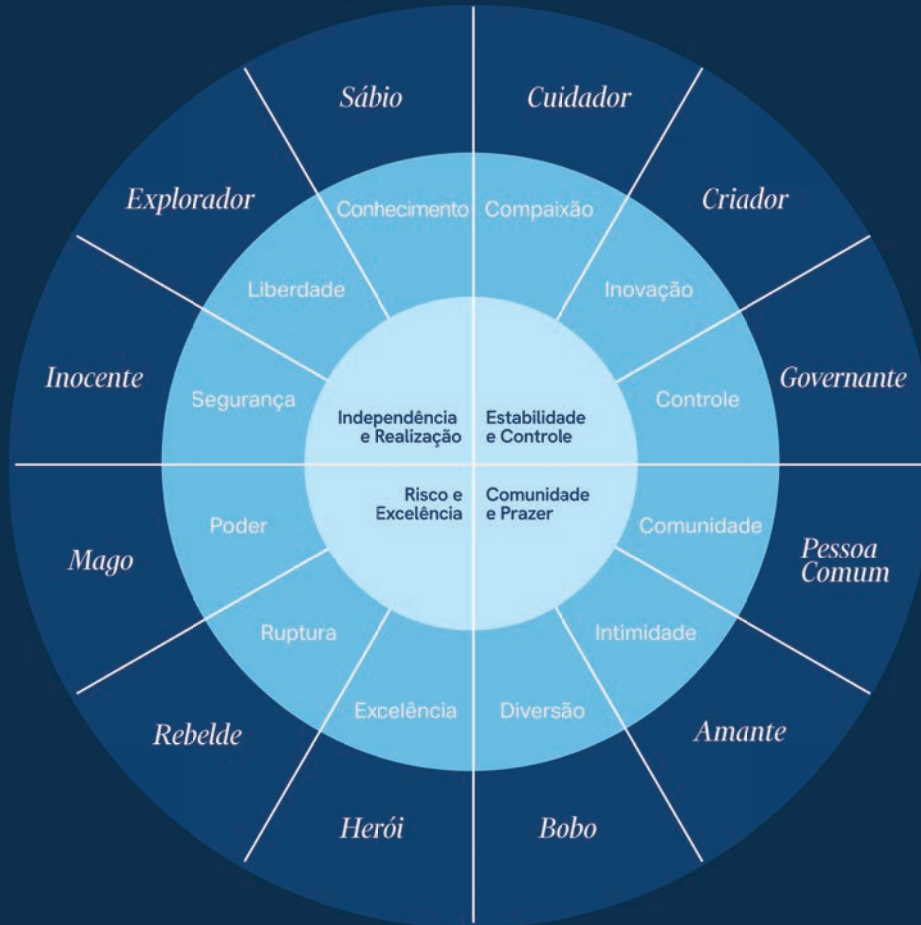 Sábio
Cuidador
Explorador
Criador
Conhecimento
Compaixão
Liberdade
Inovação
Inocente
Governante
Segurança
Controle
Independência
e Realização
Estabilidade
e Controle
Risco e
Excelência
Comunidade
e Prazer
Poder
Comunidade
Mago
Pessoa
Comum
Ruptura
Intimidade
Excelência
Diversão
Rebelde
Amante
Herói
Bobo